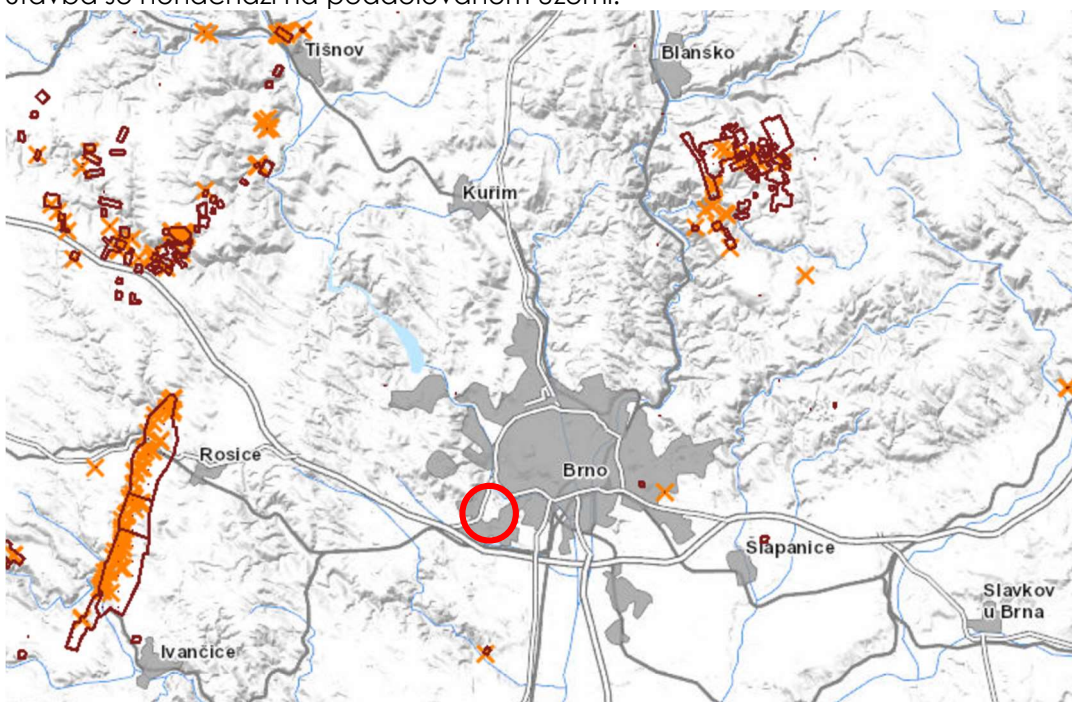 Stavba se nenachází na poddolovaném území.
Tišnov
Blansko
Kuřim
Rosice
Brno
Šlapanice
Slavkov
u Brna
Ivančice